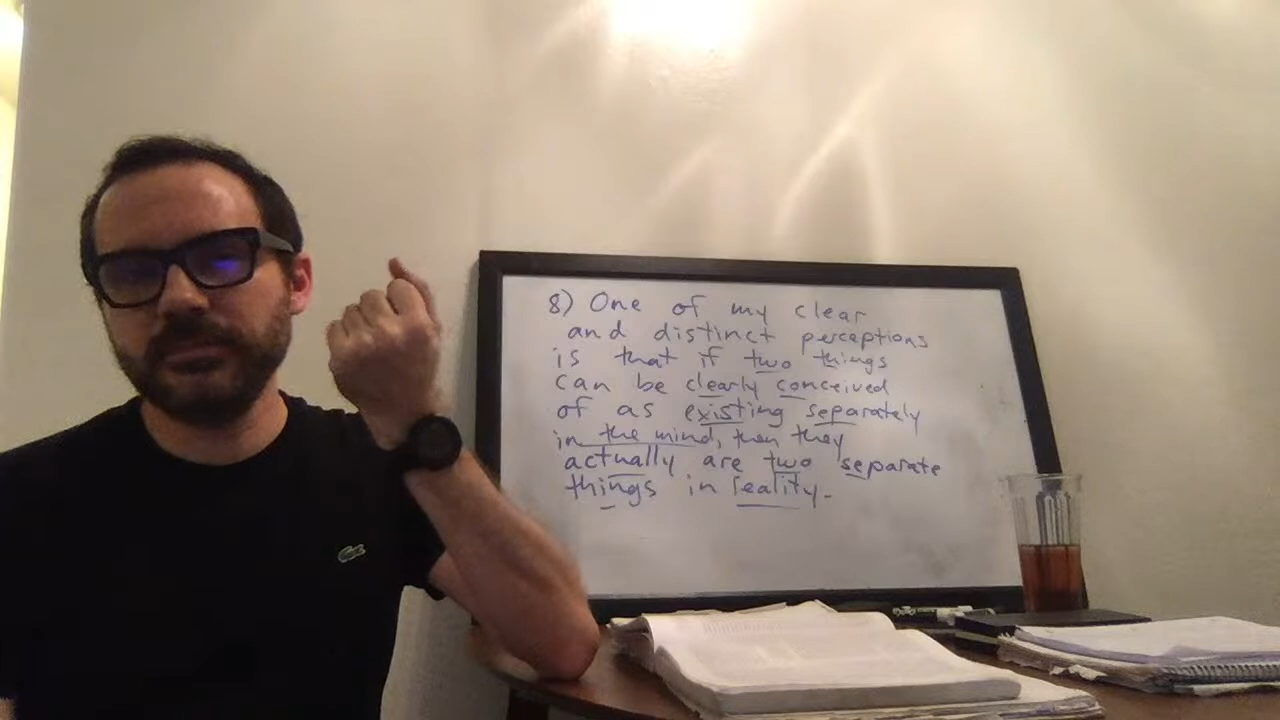 8) One of my clear
and distinct perceptions
is that if two things
can be clearly conceived
of as existing separately
in the mind, then they
actually are two separate
things in reality.